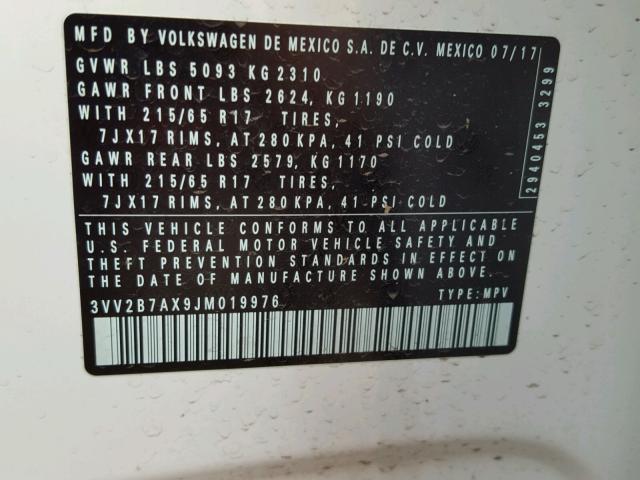 MFD BY VOLKSWAGEN DE MEXICO S.A. DE C.V. MEXICO 07/17
GVWR LBS 5093 KG 2310
GAWR FRONT LBS 2624, KG 1190
WITH 215/65 R17 TIRES,
7JX17 RIMS, AT 280 KPA, 41 PSI COLD
GAWR REAR LBS 2579, KG 1170
WITH 215/65 R17 TIRES,
7JX17 RIMS, AT 280 KPA, 41 PSI COLD
THIS VEHICLE CONFORMS TO ALL APPLICABLE
U.S. FEDERAL MOTOR VEHICLE SAFETY AND
THEFT PREVENTION STANDARDS IN EFFECT ON
THE DATE OF MANUFACTURE SHOWN ABOVE.
3VV2B7AX9JM019976 TYPE: MPV
2940453 3299